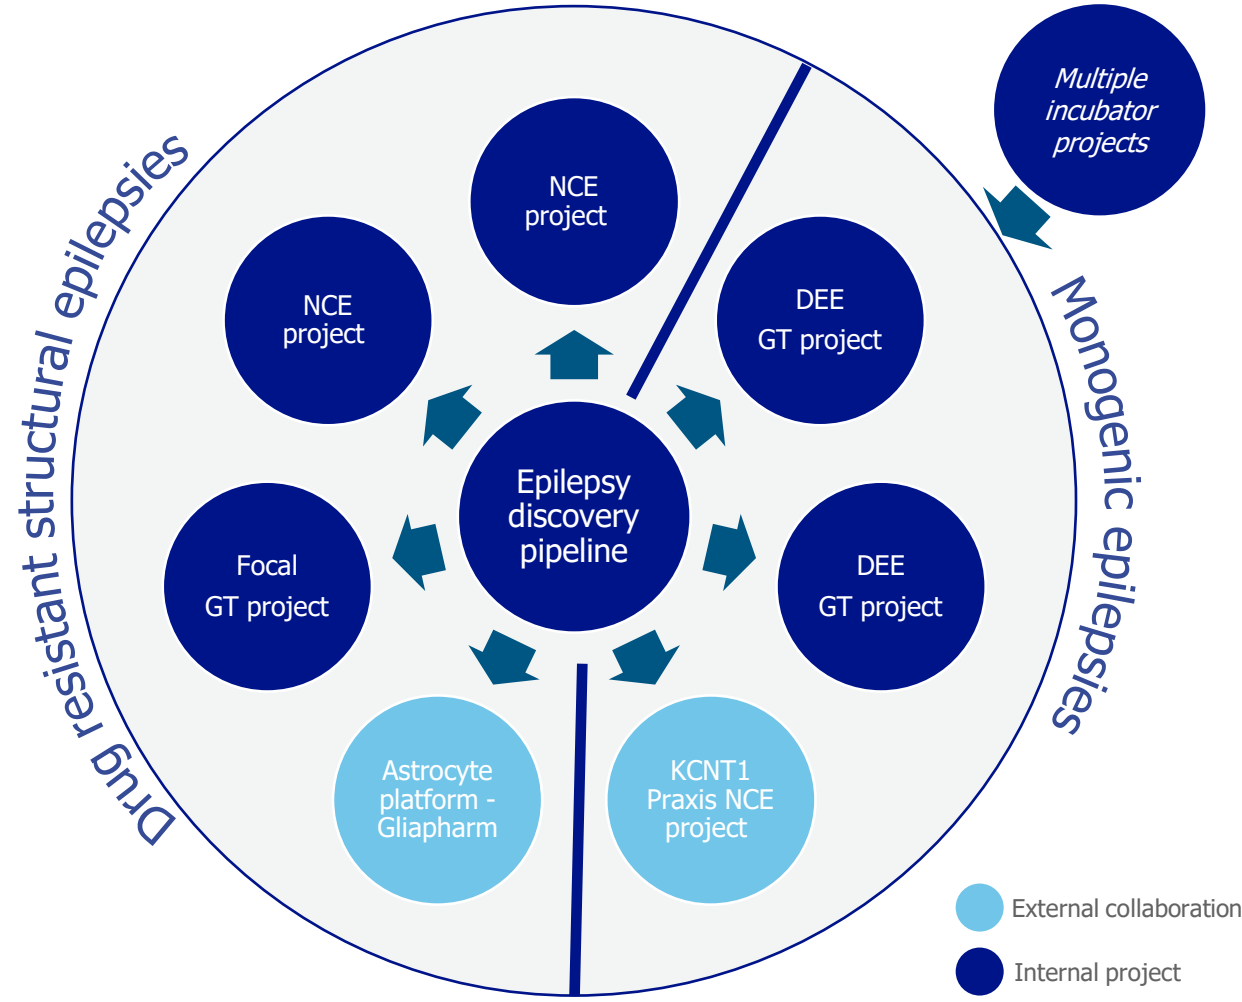 Multiple
incubator
projects
Drug resistant structural epilepsies
NCE
project
NCE
project
DEE
GT project
Monogenic epilepsies
Epilepsy
discovery
pipeline
Focal
GT project
DEE
GT project
Astrocyte
platform -
Gliapharm
KCNT1
Praxis NCE
project
External collaboration
Internal project